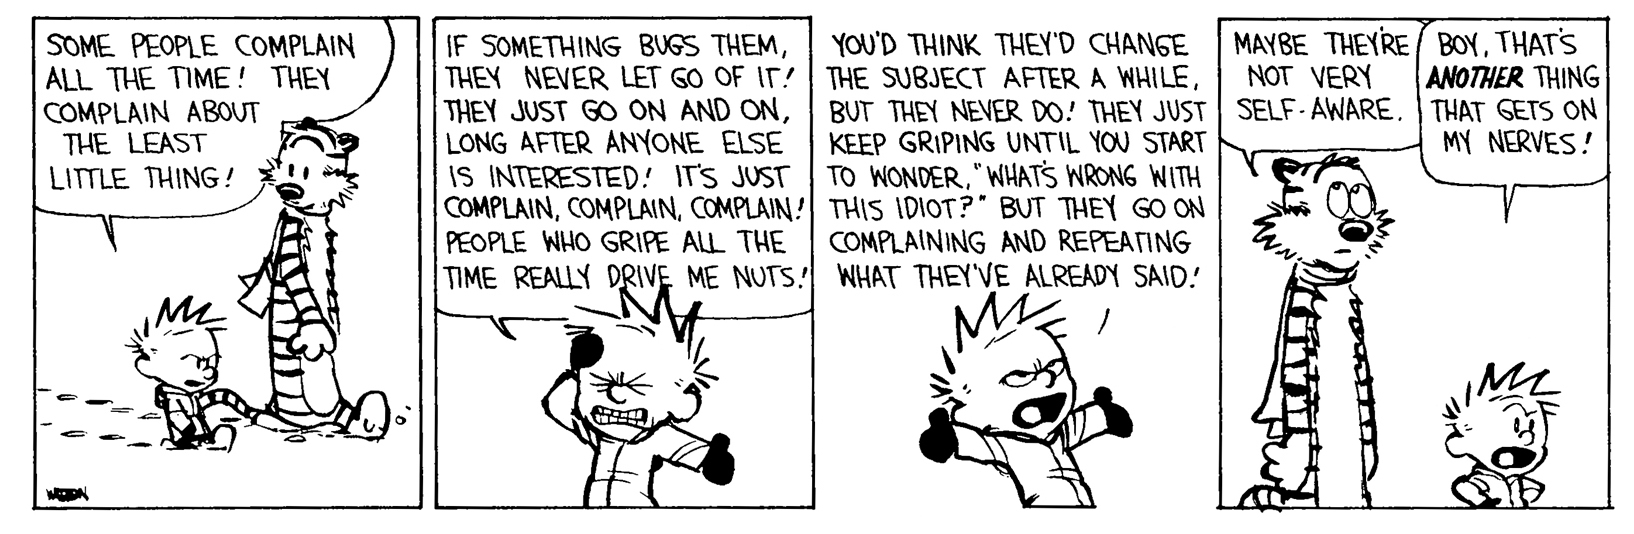 SOME PEOPLE COMPLAIN
ALL THE TIME! THEY
COMPLAIN ABOUT
THE LEAST
LITTLE THING!
IF SOMETHING BUGS THEM,
THEY NEVER LET GO OF IT!
THEY JUST GO ON AND ON,
LONG AFTER ANYONE ELSE
IS INTERESTED! IT'S JUST
COMPLAIN, COMPLAIN, COMPLAIN!
PEOPLE WHO GRIPE ALL THE
TIME REALLY DRIVE ME NUTS!
YOU'D THINK THEY'D CHANGE
THE SUBJECT AFTER A WHILE,
BUT THEY NEVER DO! THEY JUST
KEEP GRIPING UNTIL YOU START
TO WONDER, "WHAT'S WRONG WITH
THIS IDIOT?" BUT THEY GO ON
COMPLAINING AND REPEATING
WHAT THEY'VE ALREADY SAID!
MAYBE THEY'RE
NOT VERY
SELF-AWARE.
BOY, THAT'S
ANOTHER THING
THAT GETS ON
MY NERVES!